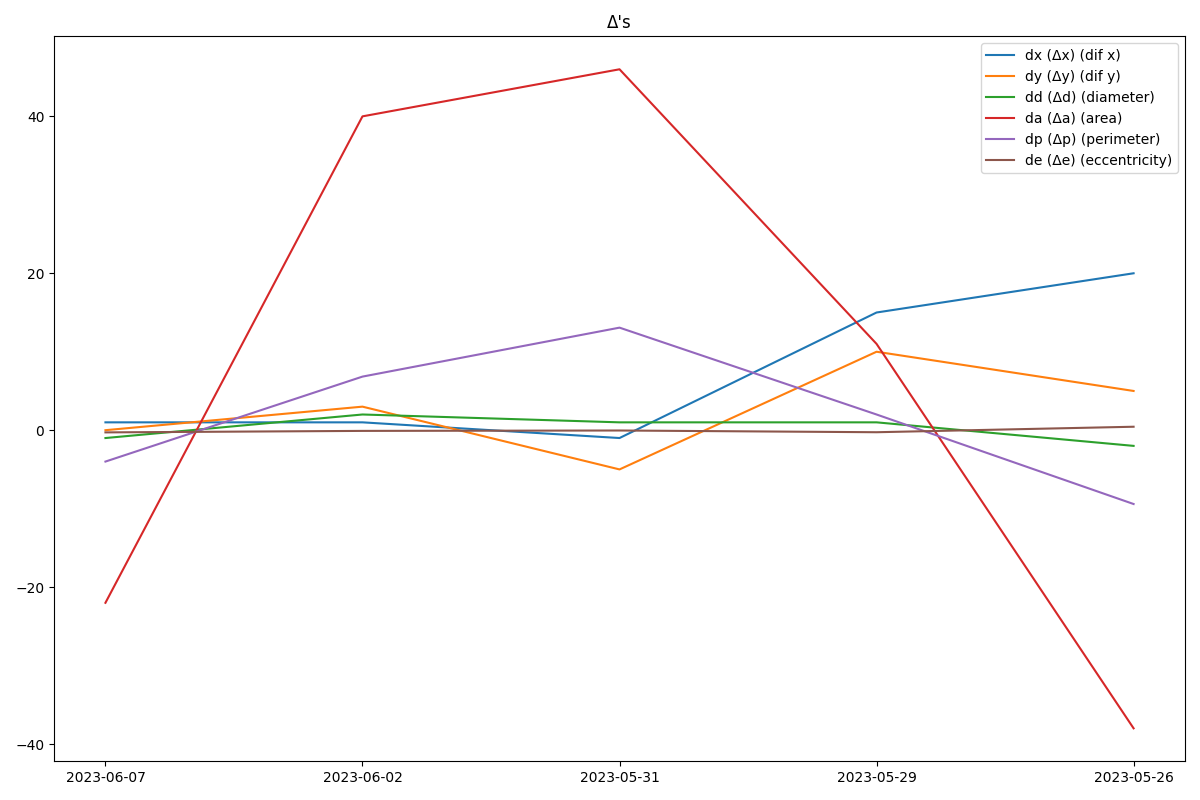 Δ's
dx (Δx) (dif x)
dy (Δy) (dif y)
dd (Δd) (diameter)
da (Δa) (area)
dp (Δp) (perimeter)
de (Δe) (eccentricity)
40
20
0
−20
−40
2023-06-07 2023-06-02 2023-05-31 2023-05-29 2023-05-26